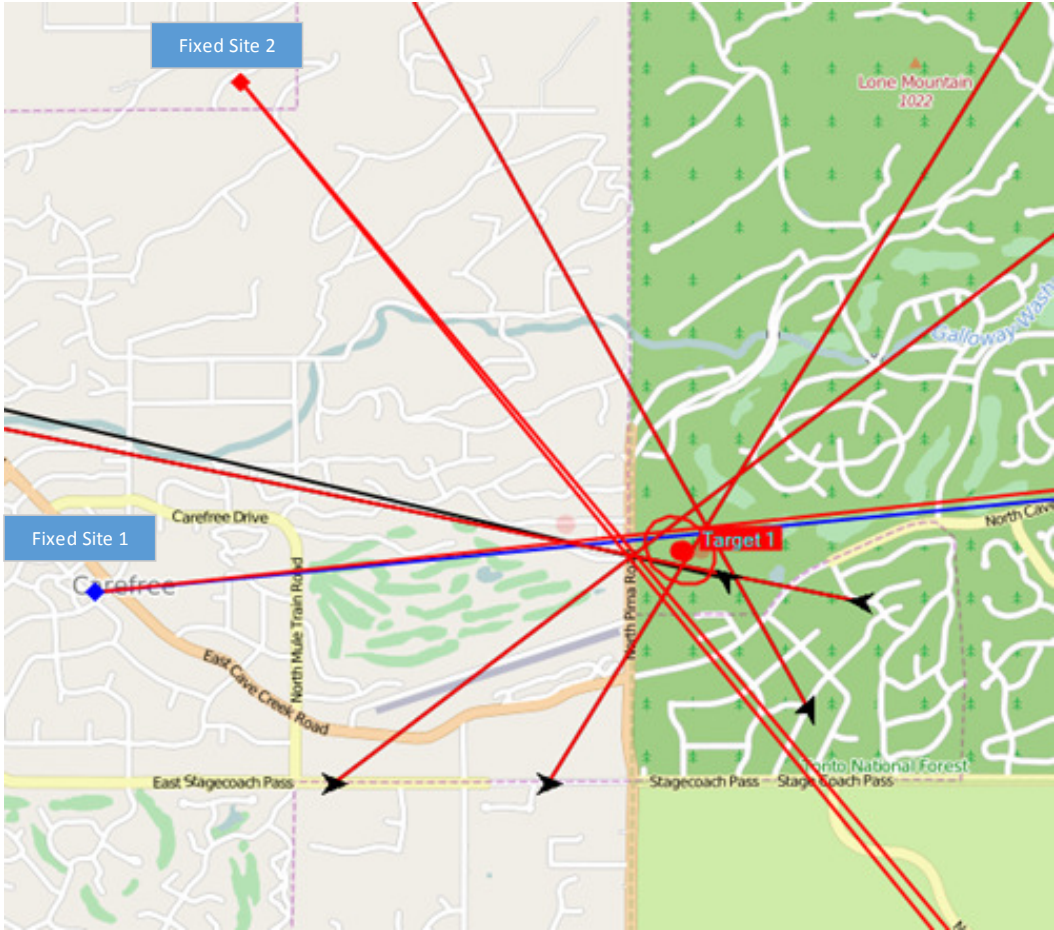 Fixed Site 2
Lone Mountain
1022
Galloway Wash
Carefree Drive
Fixed Site 1
Carefree
Target 1
North Cave
North Mule Train Road
North Pima Road
East Cave Creek Road
Tonto National Forest
East Stagecoach Pass
Stagecoach Pass
Stage Coach Pass
N